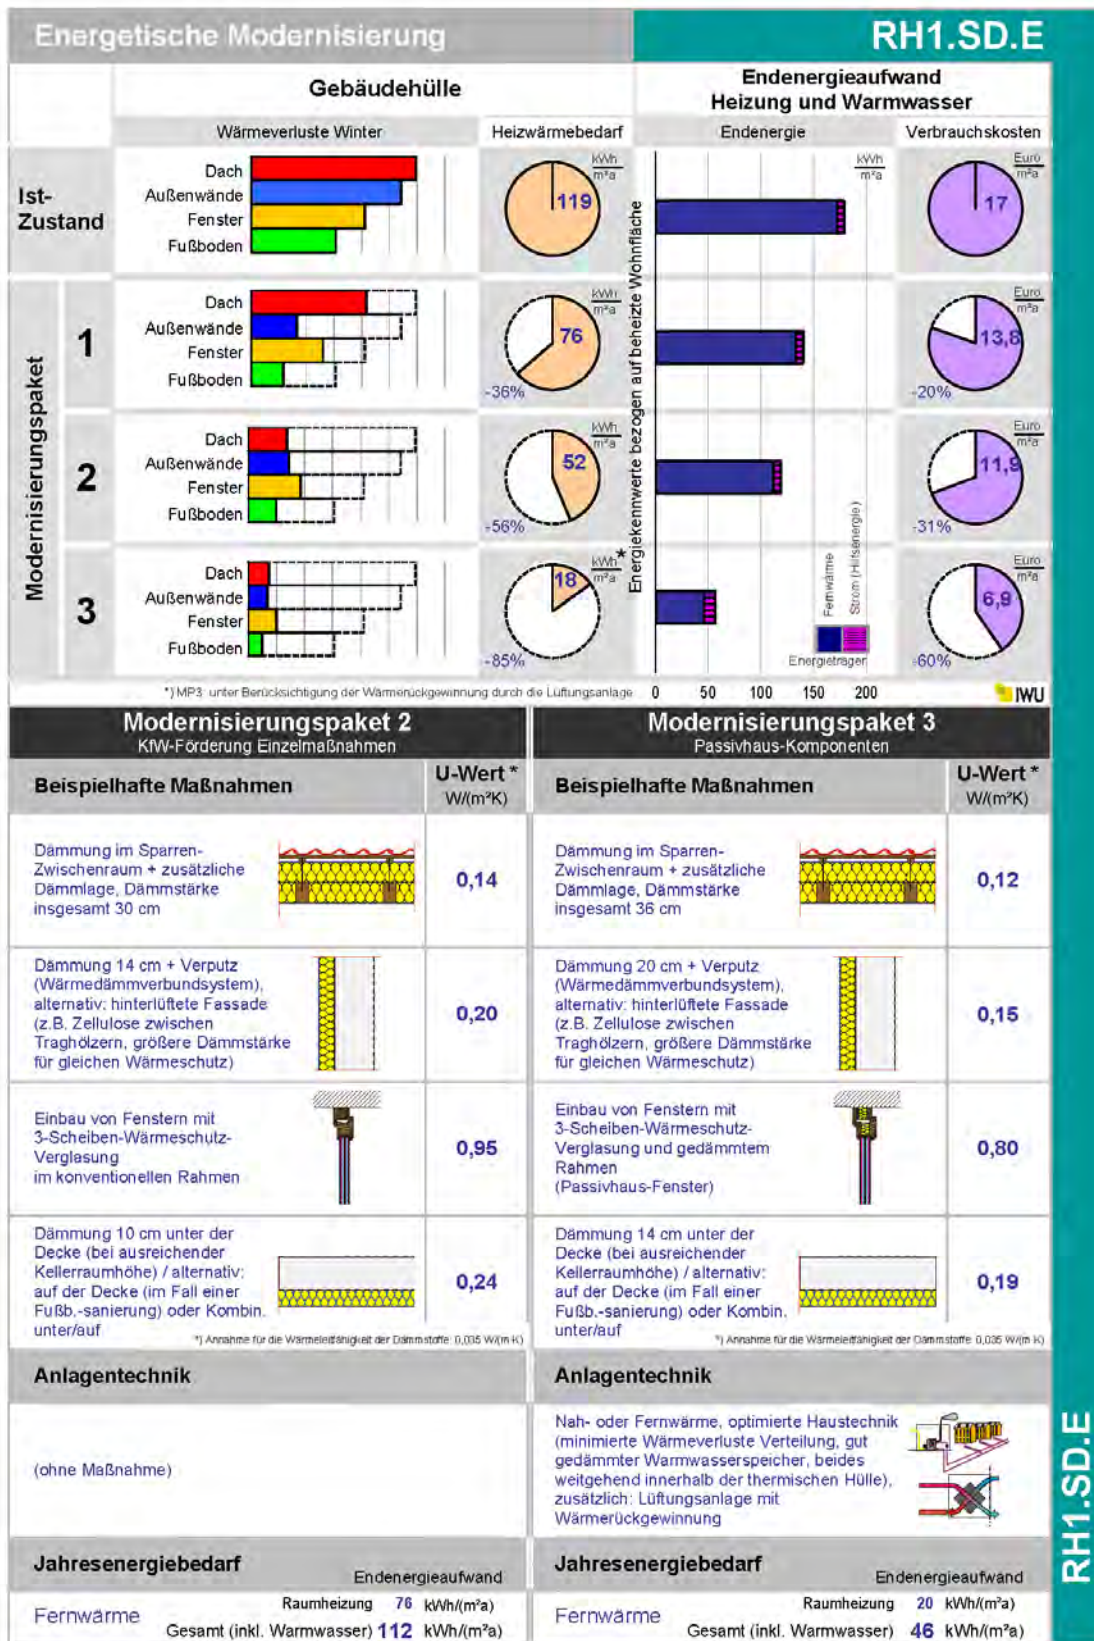 Energetische Modernisierung
RH1.SD.E
Gebäudehülle
Endenergieaufwand
Heizung und Warmwasser
Wärmeverluste Winter
Heizwärmebedarf
Endenergie
Verbrauchskosten
Ist-
Zustand
Dach
Außenwände
Fenster
Fußboden
119
kWh
m²a
kWh
m²a
17
Euro
m²a
Modernisierungspaket
1
Dach
Außenwände
Fenster
Fußboden
76
kWh
m²a
-36%
13,8
Euro
m²a
-20%
2
Dach
Außenwände
Fenster
Fußboden
52
kWh
m²a
-56%
11,9
Euro
m²a
-31%
3
Dach
Außenwände
Fenster
Fußboden
18
kWh *
m²a
-85%
6,9
Euro
m²a
-60%
Energiekennwerte bezogen auf beheizte Wohnfläche
Fernwärme
Strom (Hilfsenergie)
Energieträger
*) MP3: unter Berücksichtigung der Wärmerückgewinnung durch die Lüftungsanlage
0 50 100 150 200
IWU
Modernisierungspaket 2
KfW-Förderung Einzelmaßnahmen
Beispielhafte Maßnahmen
U-Wert *
W/(m²K)
Dämmung im Sparren-
Zwischenraum + zusätzliche
Dämmlage, Dämmstärke
insgesamt 30 cm
0,14
Dämmung 14 cm + Verputz
(Wärmedämmverbundsystem),
alternativ: hinterlüftete Fassade
(z.B. Zellulose zwischen
Traghölzern, größere Dämmstärke
für gleichen Wärmeschutz)
0,20
Einbau von Fenstern mit
3-Scheiben-Wärmeschutz-
Verglasung
im konventionellen Rahmen
0,95
Dämmung 10 cm unter der
Decke (bei ausreichender
Kellerraumhöhe) / alternativ:
auf der Decke (im Fall einer
Fußb.-sanierung) oder Kombin.
unter/auf
0,24
*) Annahme für die Wärmeleitfähigkeit der Dämmstoffe: 0,035 W/(m K)
Anlagentechnik
(ohne Maßnahme)
Jahresenergiebedarf
Endenergieaufwand
Fernwärme
Raumheizung 76 kWh/(m²a)
Gesamt (inkl. Warmwasser) 112 kWh/(m²a)
Modernisierungspaket 3
Passivhaus-Komponenten
Beispielhafte Maßnahmen
U-Wert *
W/(m²K)
Dämmung im Sparren-
Zwischenraum + zusätzliche
Dämmlage, Dämmstärke
insgesamt 36 cm
0,12
Dämmung 20 cm + Verputz
(Wärmedämmverbundsystem),
alternativ: hinterlüftete Fassade
(z.B. Zellulose zwischen
Traghölzern, größere Dämmstärke
für gleichen Wärmeschutz)
0,15
Einbau von Fenstern mit
3-Scheiben-Wärmeschutz-
Verglasung und gedämmtem
Rahmen
(Passivhaus-Fenster)
0,80
Dämmung 14 cm unter der
Decke (bei ausreichender
Kellerraumhöhe) / alternativ:
auf der Decke (im Fall einer
Fußb.-sanierung) oder Kombin.
unter/auf
0,19
*) Annahme für die Wärmeleitfähigkeit der Dämmstoffe: 0,035 W/(m K)
Anlagentechnik
Nah- oder Fernwärme, optimierte Haustechnik
(minimierte Wärmeverluste Verteilung, gut
gedämmter Warmwasserspeicher, beides
weitgehend innerhalb der thermischen Hülle),
zusätzlich: Lüftungsanlage mit
Wärmerückgewinnung
Jahresenergiebedarf
Endenergieaufwand
Fernwärme
Raumheizung 20 kWh/(m²a)
Gesamt (inkl. Warmwasser) 46 kWh/(m²a)
RH1.SD.E